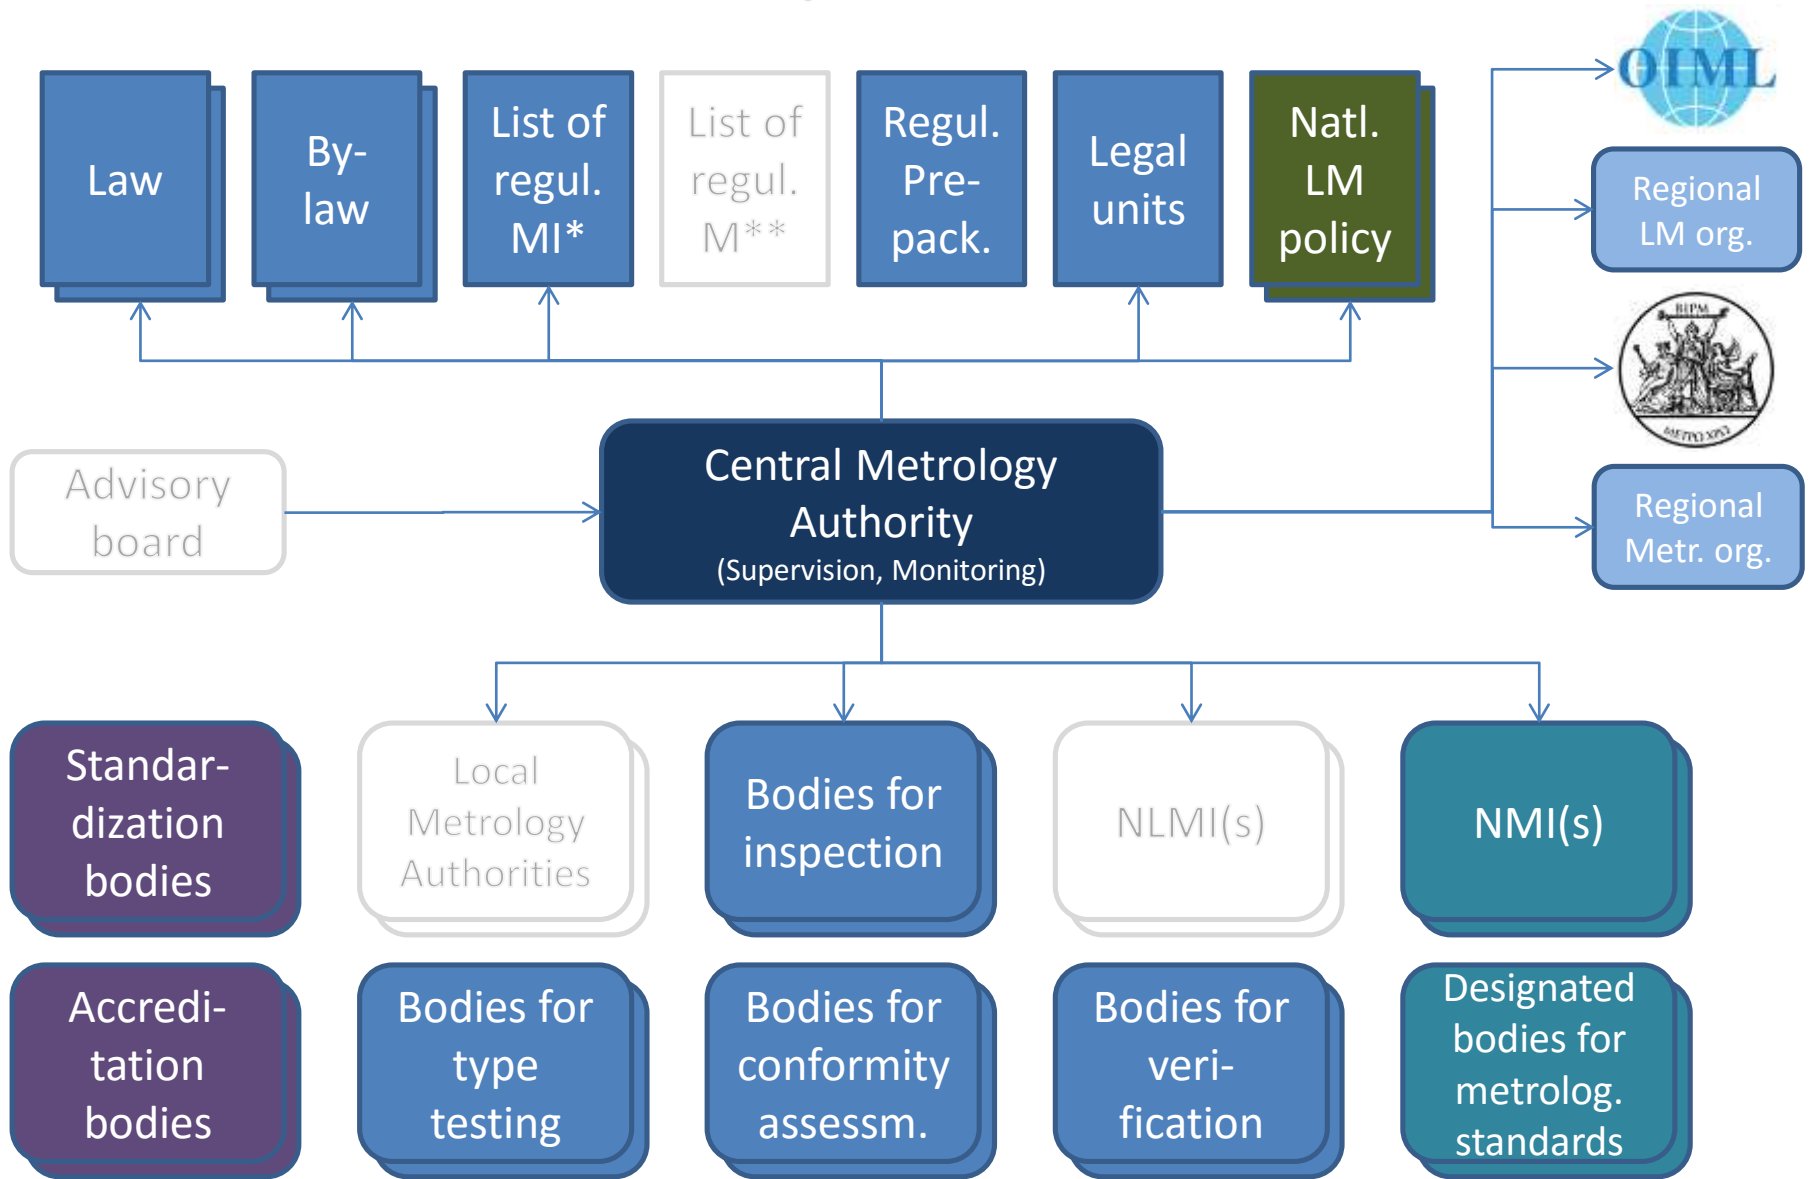 Law
By-
law
List of
regul.
MI*
List of
regul.
M**
Regul.
Pre-
pack.
Legal
units
Natl.
LM
policy
OIML
Regional
LM org.
BIPM
ΜΕΤΡΩ ΧΡΩ
Regional
Metr. org.
Advisory
board
Central Metrology
Authority
(Supervision, Monitoring)
Standar-
dization
bodies
Local
Metrology
Authorities
Bodies for
inspection
NLMI(s)
NMI(s)
Accredi-
tation
bodies
Bodies for
type
testing
Bodies for
conformity
assessm.
Bodies for
veri-
fication
Designated
bodies for
metrolog.
standards